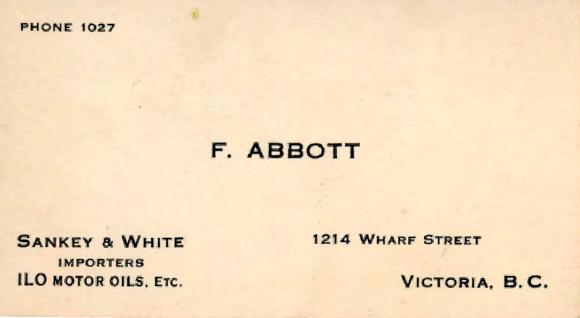 PHONE 1027
F. ABBOTT
SANKEY & WHITE
IMPORTERS
ILO MOTOR OILS, ETC.
1214 WHARF STREET
VICTORIA, B.C.